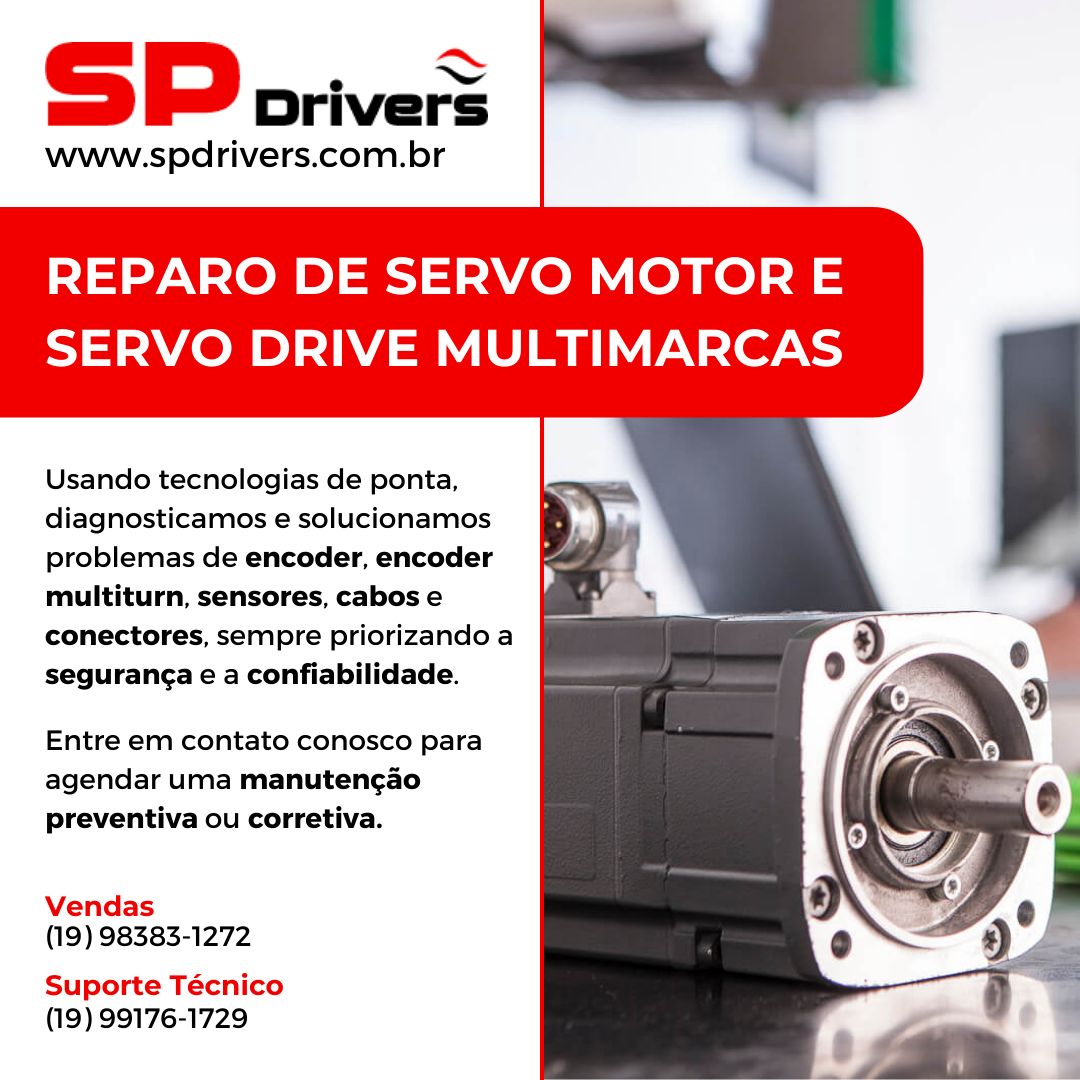 SP Drivers
www.spdrivers.com.br
REPARO DE SERVO MOTOR E
SERVO DRIVE MULTIMARCAS
Usando tecnologias de ponta,
diagnosticamos e solucionamos
problemas de encoder, encoder
multiturn, sensores, cabos e
conectores, sempre priorizando a
segurança e a confiabilidade.
Entre em contato conosco para
agendar uma manutenção
preventiva ou corretiva.
Vendas
(19) 98383-1272
Suporte Técnico
(19) 99176-1729